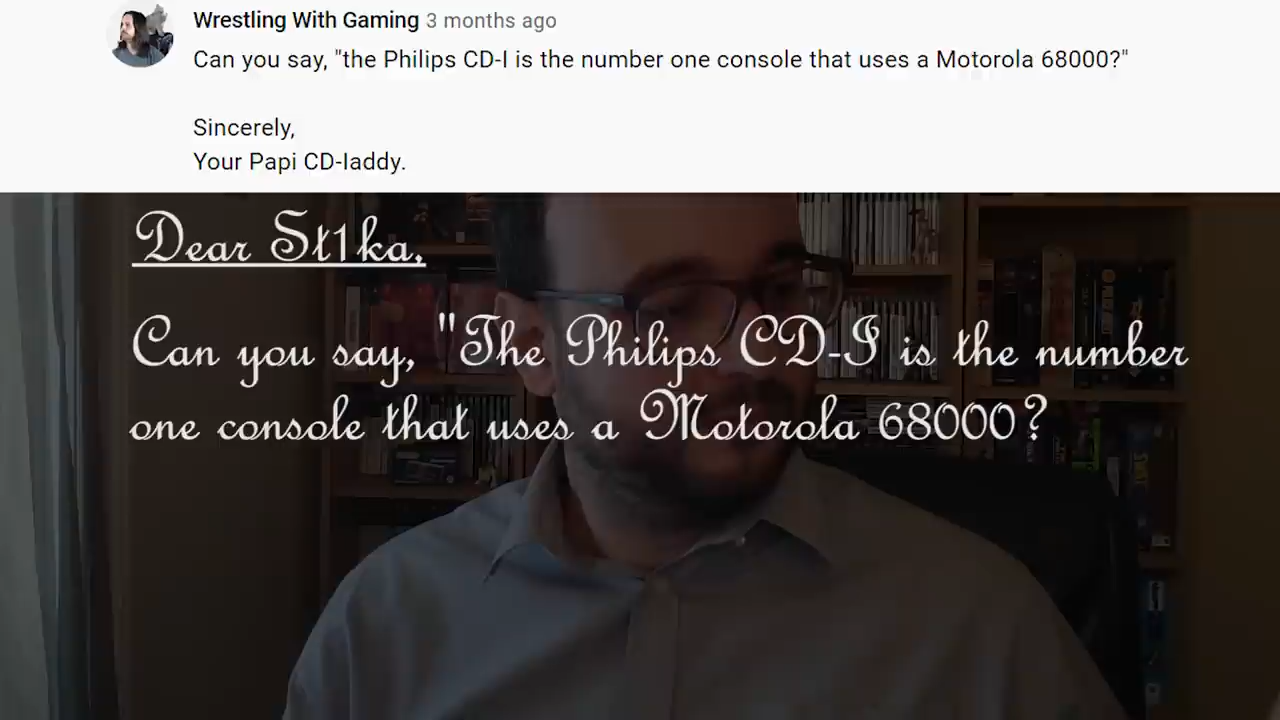 Wrestling With Gaming 3 months ago
Can you say, "the Philips CD-I is the number one console that uses a Motorola 68000?"
Sincerely,
Your Papi CD-Iaddy.
Dear St1ka,
Can you say, "The Philips CD-I is the number
one console that uses a Motorola 68000?